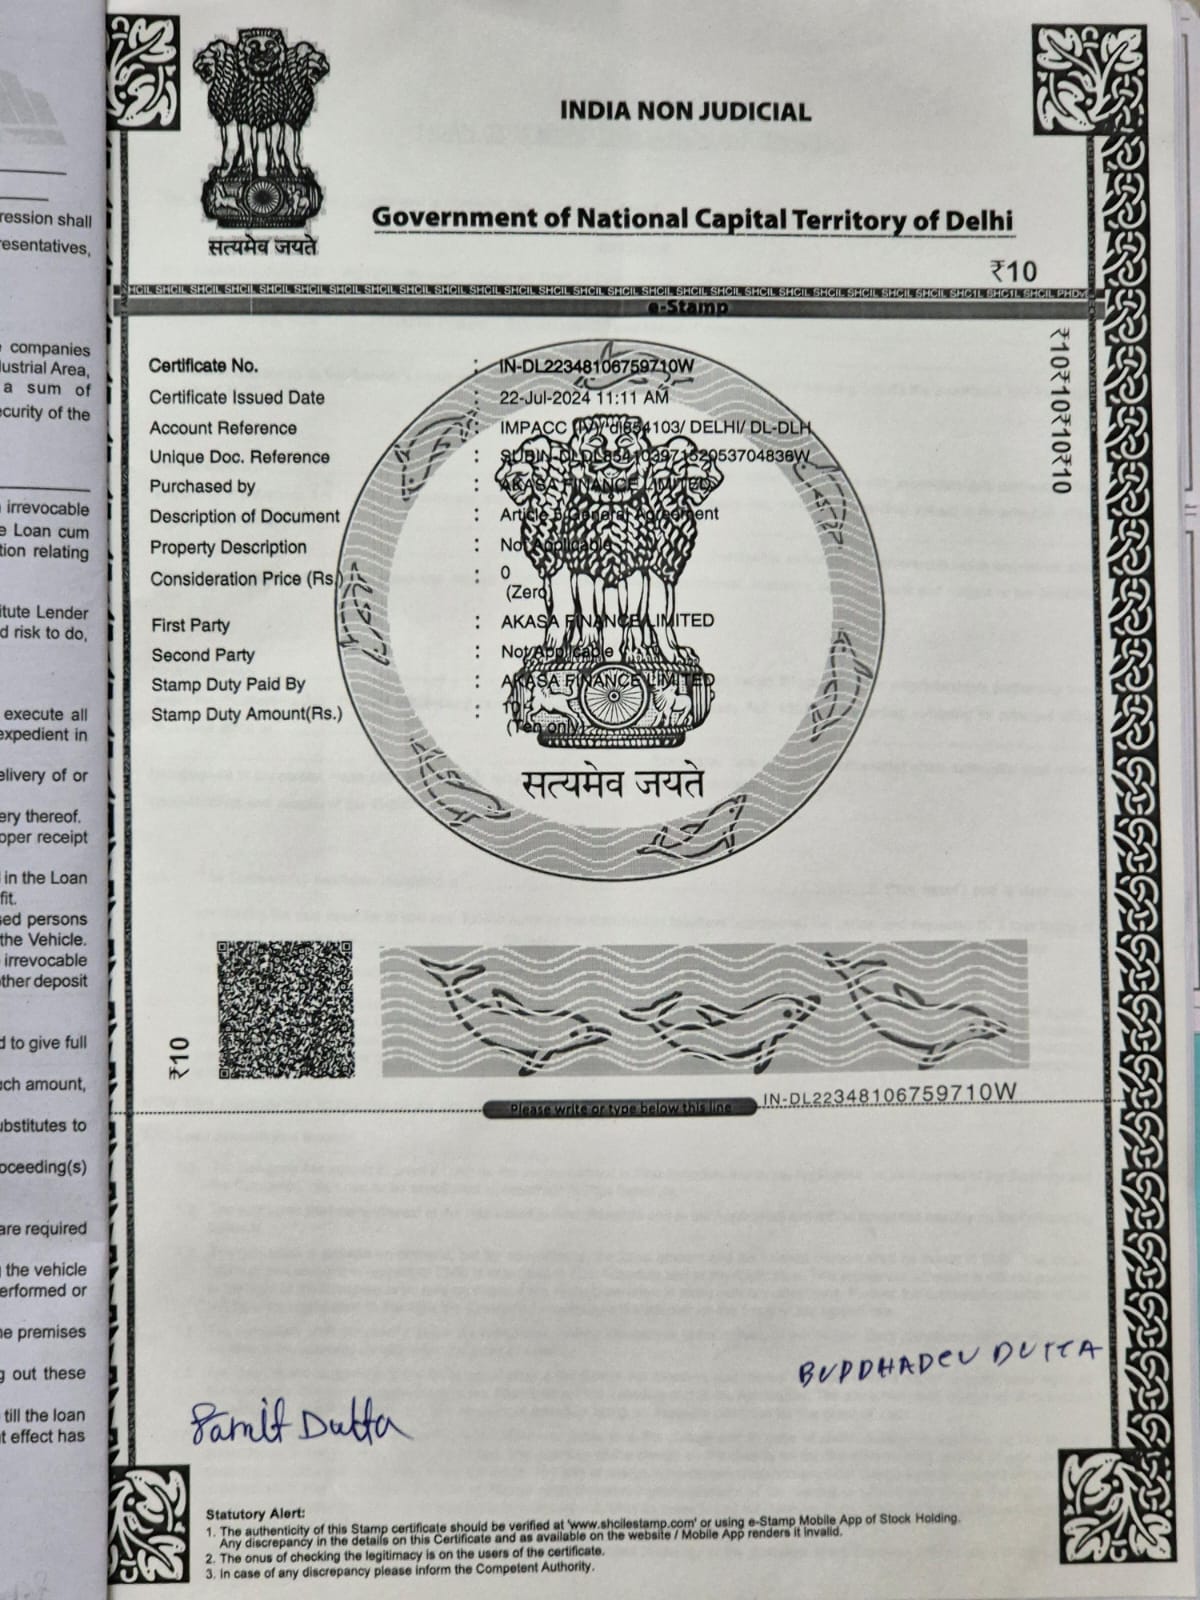 ression shall
resentatives,
companies
lustrial Area,
a sum of
ecurity of the
irrevocable
e Loan cum
tion relating
itute Lender
d risk to do,
execute all
expedient in
elivery of or
ery thereof.
oper receipt
in the Loan
fit.
sed persons
the Vehicle.
irrevocable
other deposit
d to give full
ach amount,
ubstitutes to
oceeding(s)
are required
the vehicle
erformed or
he premises
g out these
till the loan
t effect has
सत्यमेव जयते
INDIA NON JUDICIAL
Government of National Capital Territory of Delhi
₹10
SHCIL SHCIL SHCIL SHCIL SHCIL SHCIL SHCIL SHCIL SHCIL SHCIL SHCIL SHCIL SHCIL SHCIL SHCIL SHCIL SHCIL SHCIL SHCIL SHCIL SHCIL SHCIL SHCIL SHCIL
e-Stamp
₹10₹10₹10₹10
Certificate No. : IN-DL22348106759710W
Certificate Issued Date : 22-Jul-2024 11:11 AM
Account Reference : IMPACC (IV)/ dl854103/ DELHI/ DL-DLH
Unique Doc. Reference : SUBIN-DLDL85410397152053704836W
Purchased by : AKASA FINANCE LIMITED
Description of Document : Article 5 General Agreement
Property Description : Not Applicable
Consideration Price (Rs.) : 0
(Zero)
First Party : AKASA FINANCE LIMITED
Second Party : Not Applicable
Stamp Duty Paid By : AKASA FINANCE LIMITED
Stamp Duty Amount(Rs.) : 10
(Ten only)
सत्यमेव जयते
₹10
IN-DL22348106759710W
Please write or type below this line
BUDDHADEV DUTTA
Pamit Dutta
Statutory Alert:
1. The authenticity of this Stamp certificate should be verified at 'www.shcilestamp.com' or using e-Stamp Mobile App of Stock Holding.
Any discrepancy in the details on this Certificate and as available on the website / Mobile App renders it invalid.
2. The onus of checking the legitimacy is on the users of the certificate.
3. In case of any discrepancy please inform the Competent Authority.